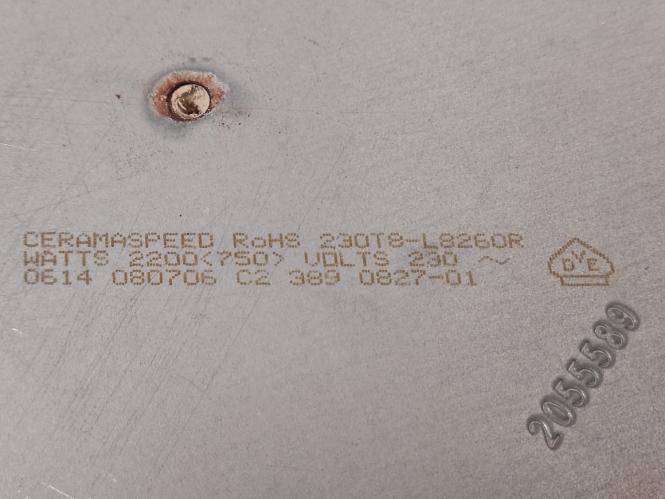 CERAMASPEED RoHS 230T8-L8260R
WATTS 2200<750> VOLTS 230 ~
0614 080706 C2 389 0827-01
DVE
2055589